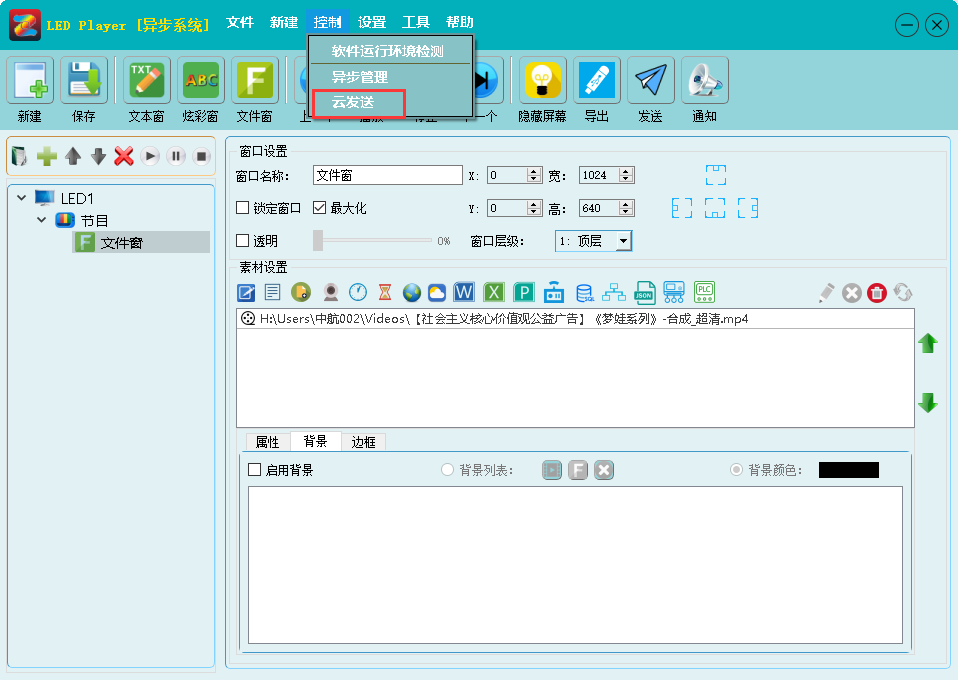 LED Player [异步系统] 文件 新建 控制 设置 工具 帮助
软件运行环境检测
异步管理
云发送
TXT ABC F
新建 保存 文本窗 炫彩窗 文件窗 隐藏屏幕 导出 发送 通知
LED1
节目
F 文件窗
窗口设置
窗口名称: 文件窗 X: 0 宽: 1024
锁定窗口 最大化 Y: 0 高: 640
透明 0% 窗口层级: 1: 顶层
素材设置
W X P SQL JSON PLC
H:\Users\中航002\Videos\【社会主义核心价值观公益广告】《梦娃系列》-合成_超清.mp4
属性 背景 边框
启用背景 背景列表: F 背景颜色: